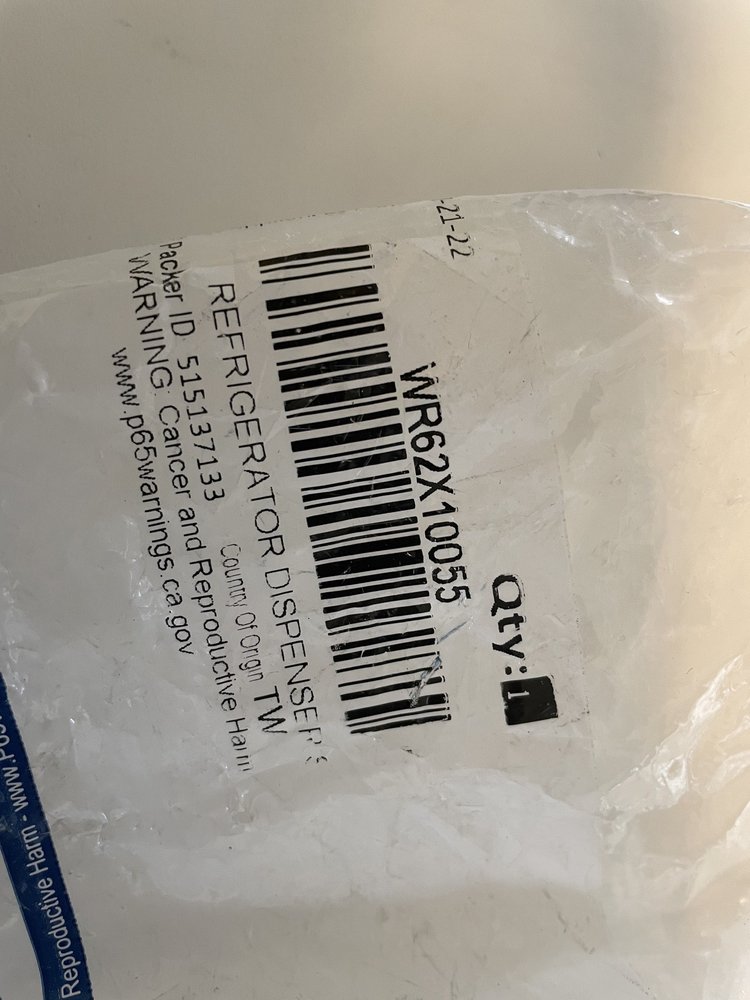 -21-22
WR62X10055
Qty: 1
REFRIGERATOR DISPENSER
Country Of Origin TW
Packer ID 515137133
WARNING: Cancer and Reproductive Harm
www.p65warnings.ca.gov
Reproductive Harm - www.P65